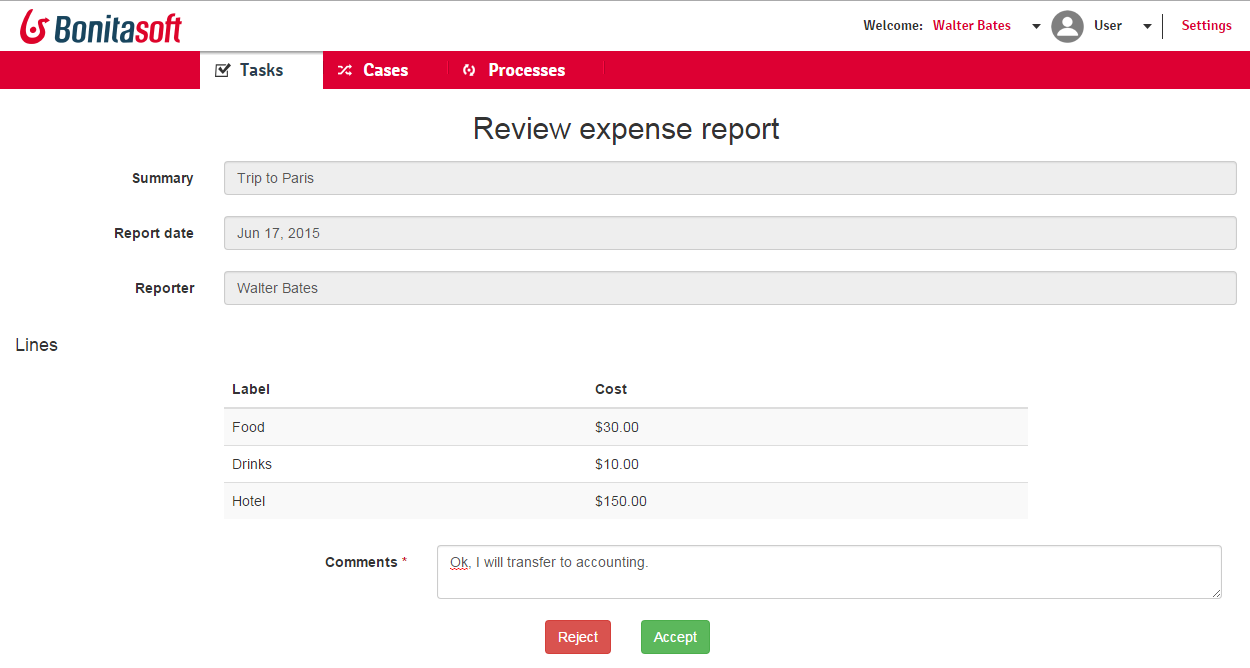 Bonitasoft
Welcome: Walter Bates User Settings
Tasks Cases Processes
Review expense report
Summary Trip to Paris
Report date Jun 17, 2015
Reporter Walter Bates
Lines
Label Cost
Food $30.00
Drinks $10.00
Hotel $150.00
Comments * Ok, I will transfer to accounting.
Reject Accept